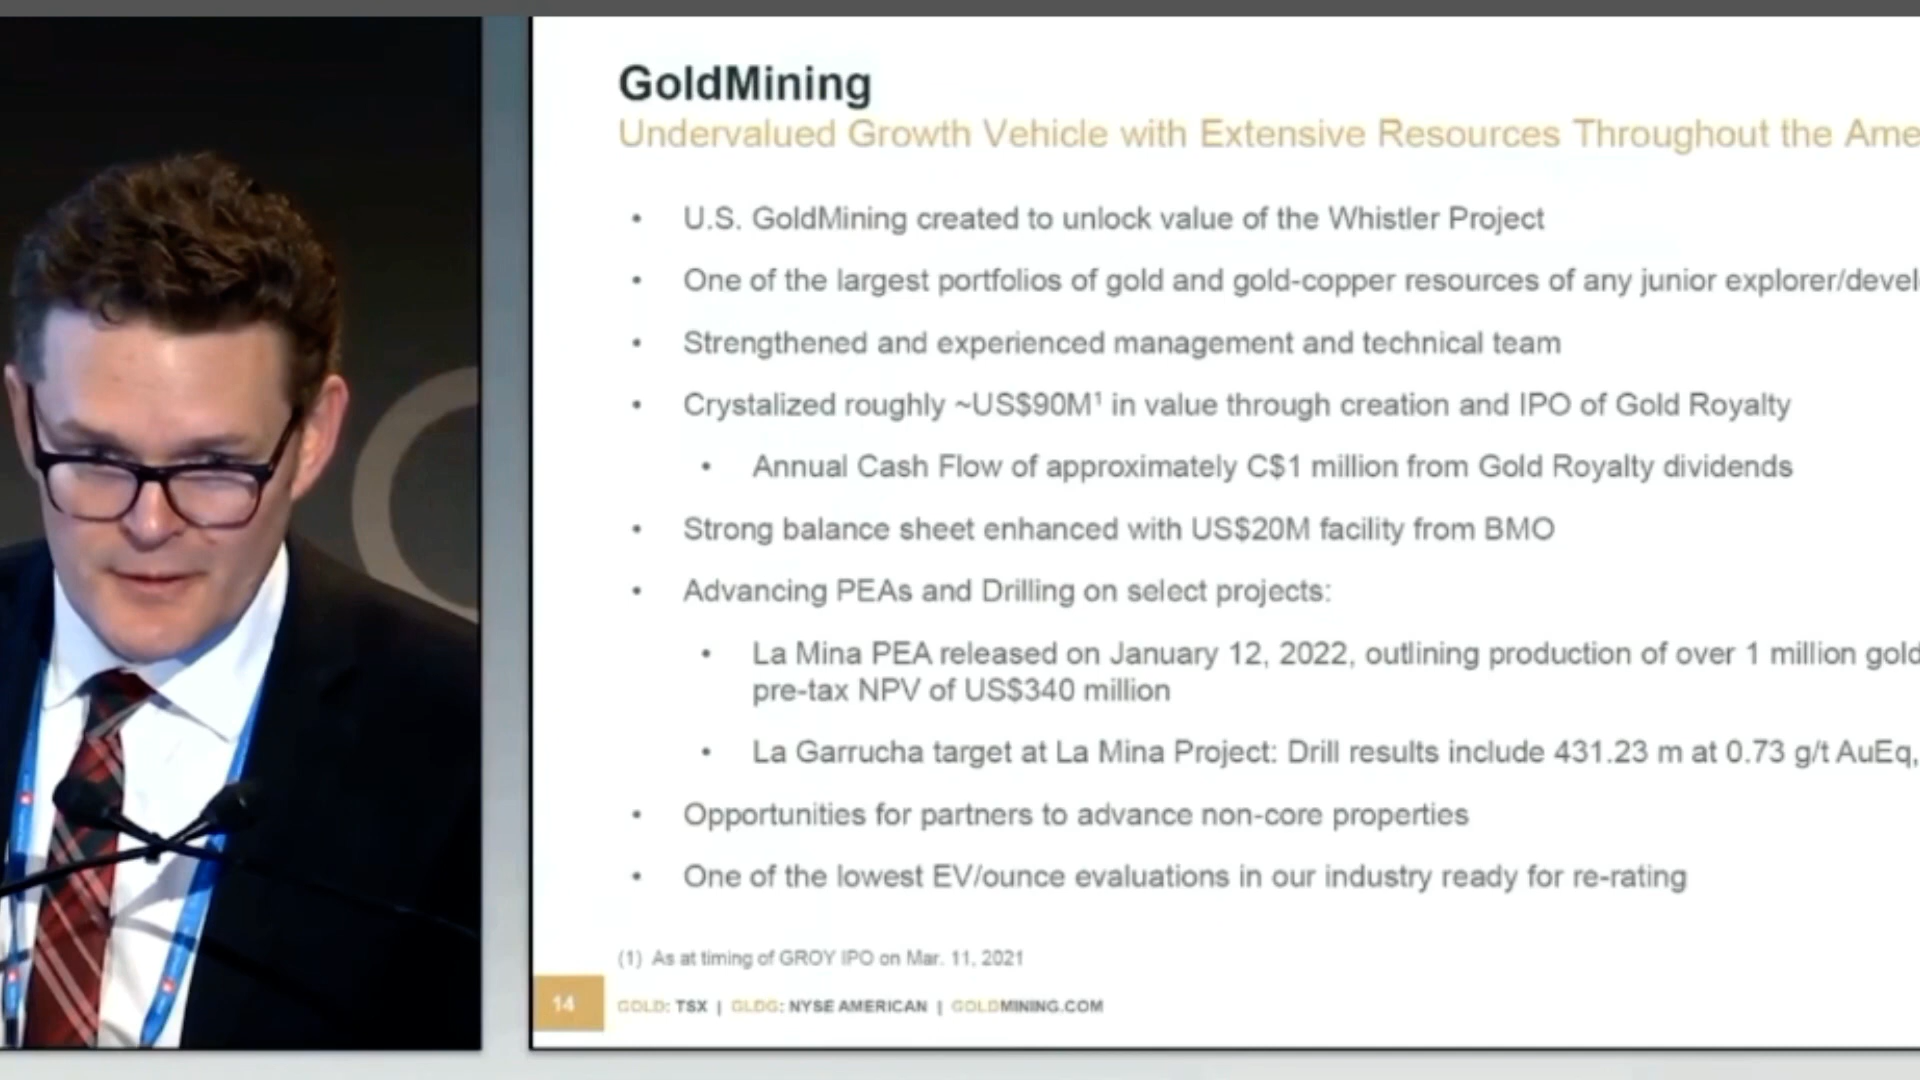 GoldMining
Undervalued Growth Vehicle with Extensive Resources Throughout the Ame
• U.S. GoldMining created to unlock value of the Whistler Project
• One of the largest portfolios of gold and gold-copper resources of any junior explorer/devel
• Strengthened and experienced management and technical team
• Crystalized roughly ~US$90M¹ in value through creation and IPO of Gold Royalty
• Annual Cash Flow of approximately C$1 million from Gold Royalty dividends
• Strong balance sheet enhanced with US$20M facility from BMO
• Advancing PEAs and Drilling on select projects:
• La Mina PEA released on January 12, 2022, outlining production of over 1 million gold
pre-tax NPV of US$340 million
• La Garrucha target at La Mina Project: Drill results include 431.23 m at 0.73 g/t AuEq,
• Opportunities for partners to advance non-core properties
• One of the lowest EV/ounce evaluations in our industry ready for re-rating
(1) As at timing of GROY IPO on Mar. 11, 2021
14 GOLD: TSX | GLDG: NYSE AMERICAN | GOLDMINING.COM